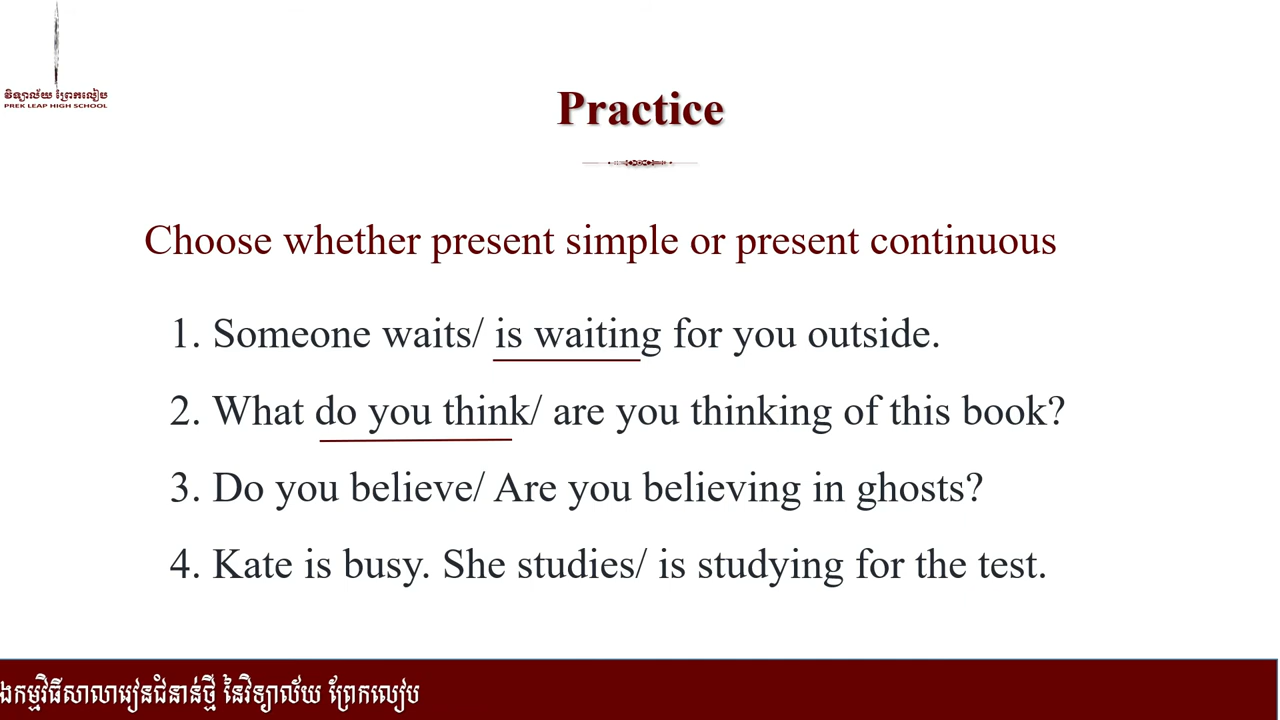 វិទ្យាល័យ ព្រែកលៀប
PREK LEAP HIGH SCHOOL
Practice
Choose whether present simple or present continuous
1. Someone waits/ is waiting for you outside.
2. What do you think/ are you thinking of this book?
3. Do you believe/ Are you believing in ghosts?
4. Kate is busy. She studies/ is studying for the test.
ងកម្មវិធីសាលារៀនជំនាន់ថ្មី នៃវិទ្យាល័យ ព្រែកលៀប